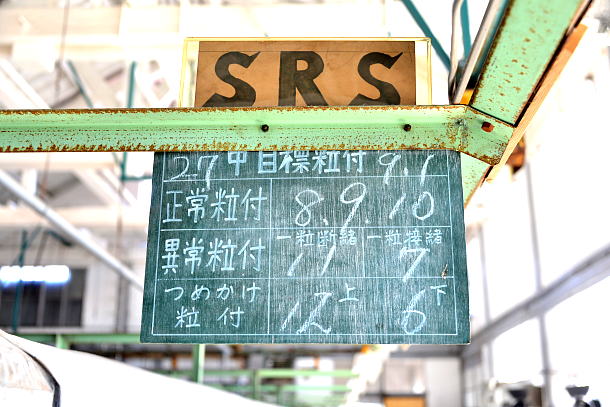 SRS
27中目標粒付 9.1
正常粒付 8.9.10
異常粒付 一粒断緒 11 一粒接緒 7
つめかけ粒付 12上 6下